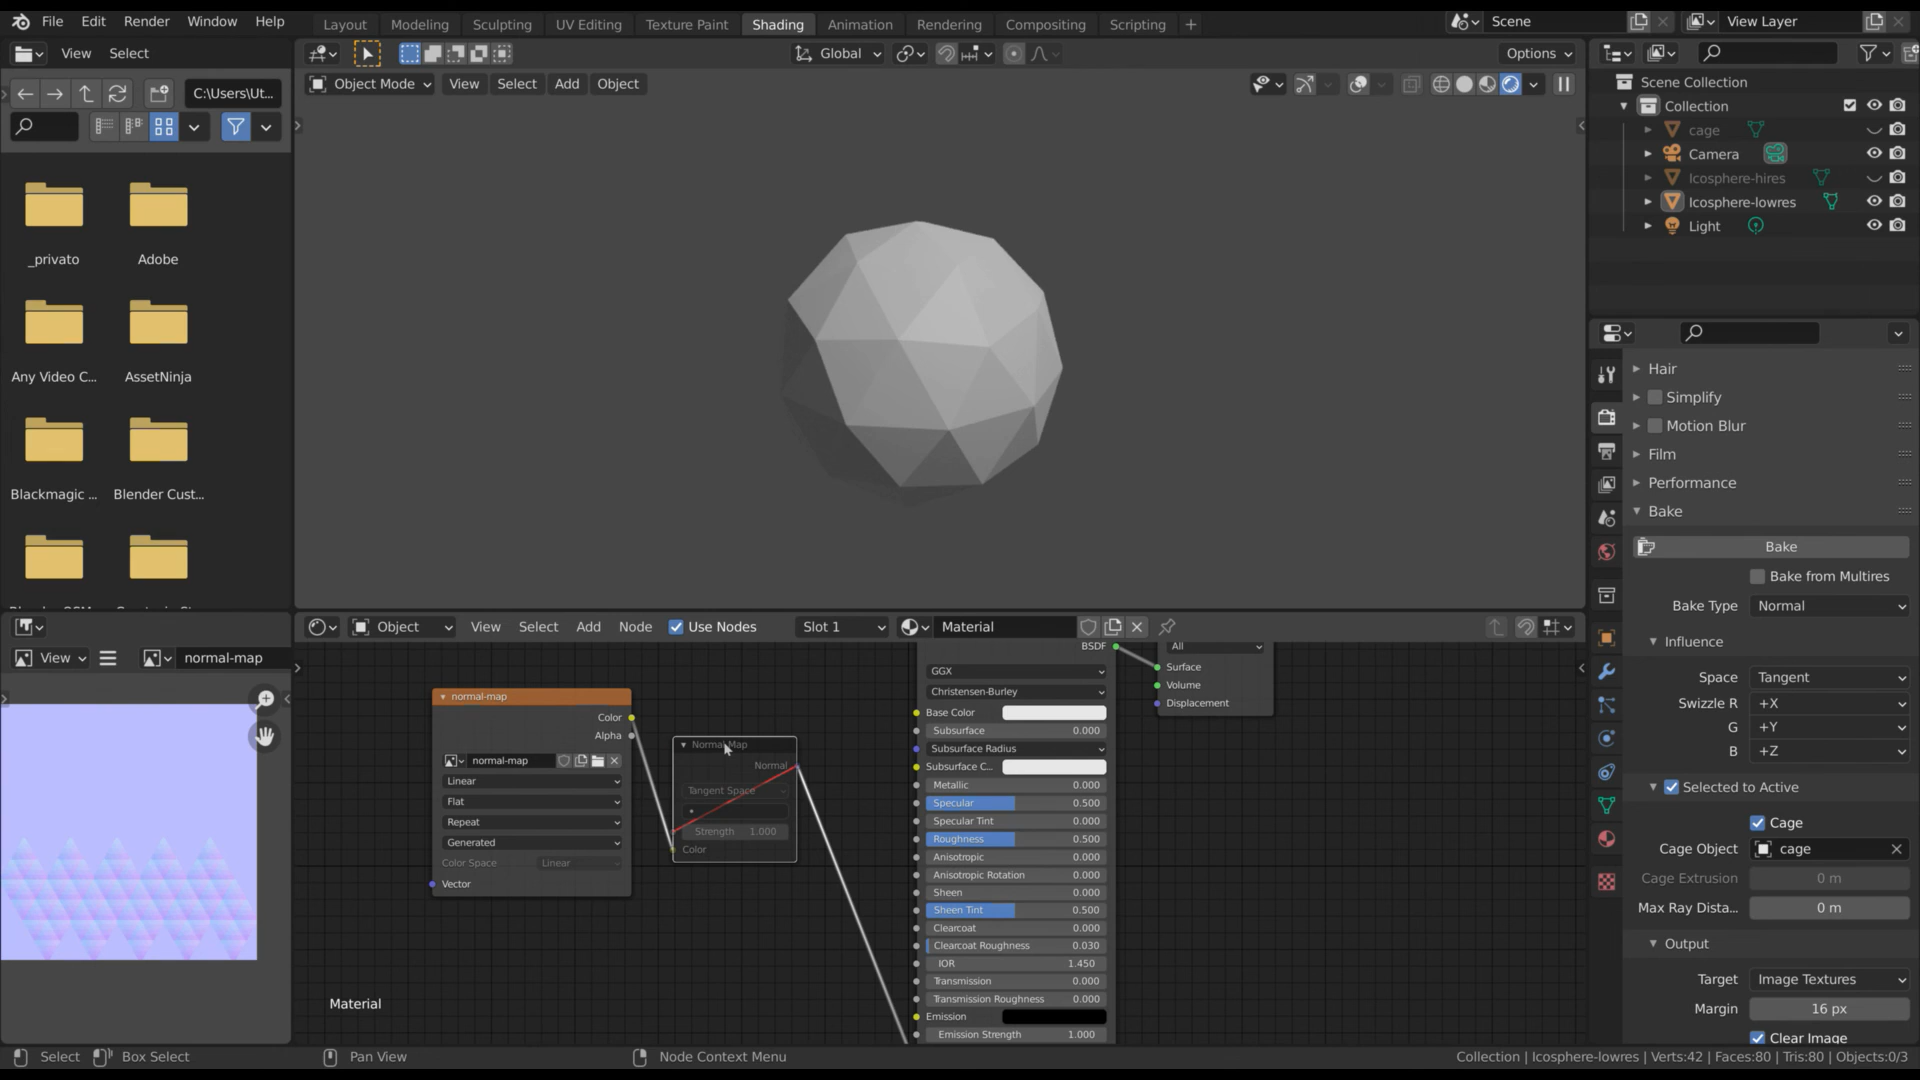 File Edit Render Window Help
Layout Modeling Sculpting UV Editing Texture Paint Shading Animation Rendering Compositing Scripting +
Scene
View Layer
View Select
Global
Options
C:\Users\Ut...
Object Mode View Select Add Object
_privato Adobe
Any Video C... AssetNinja
Blackmagic ... Blender Cust...
Scene Collection
Collection
cage
Camera
Icosphere-hires
Icosphere-lowres
Light
Hair
Simplify
Motion Blur
Film
Performance
Bake
Bake
Bake from Multires
Bake Type Normal
Influence
Space Tangent
Swizzle R +X
G +Y
B +Z
Selected to Active
Cage
Cage Object cage
Cage Extrusion 0 m
Max Ray Dista... 0 m
Output
Target Image Textures
Margin 16 px
Clear Image
View normal-map
Object View Select Add Node Use Nodes Slot 1 Material
normal-map
Color
Alpha
normal-map
Linear
Flat
Repeat
Generated
Color Space Linear
Vector
Normal Map
Normal
Tangent Space
Strength 1.000
Color
BSDF
GGX
Christensen-Burley
Base Color
Subsurface 0.000
Subsurface Radius
Subsurface C...
Metallic 0.000
Specular 0.500
Specular Tint 0.000
Roughness 0.500
Anisotropic 0.000
Anisotropic Rotation 0.000
Sheen 0.000
Sheen Tint 0.500
Clearcoat 0.000
Clearcoat Roughness 0.030
IOR 1.450
Transmission 0.000
Transmission Roughness 0.000
Emission
Emission Strength 1.000
All
Surface
Volume
Displacement
Material
Select Box Select Pan View Node Context Menu
Collection | Icosphere-lowres | Verts:42 | Faces:80 | Tris:80 | Objects:0/3